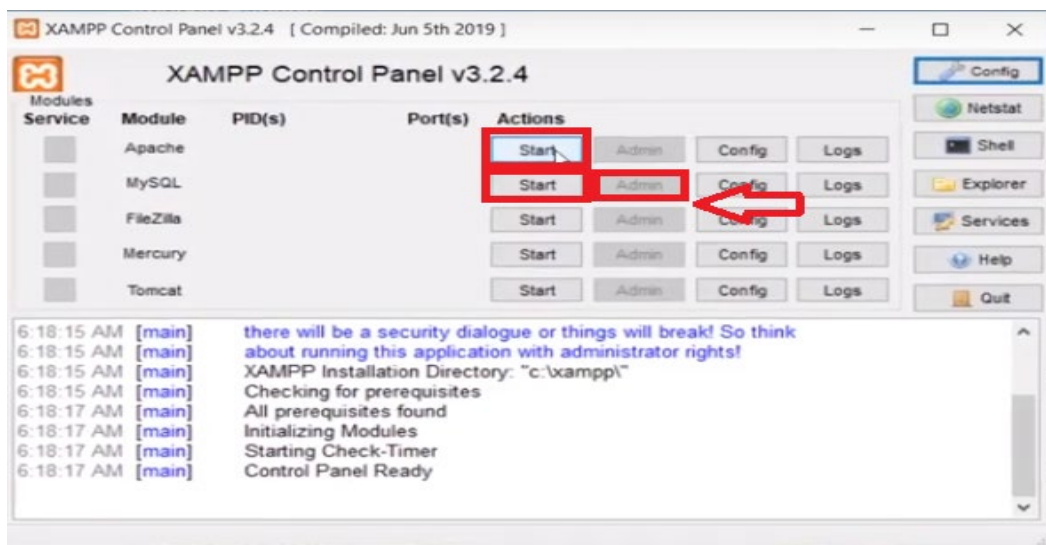 XAMPP Control Panel v3.2.4 [ Compiled: Jun 5th 2019 ]
XAMPP Control Panel v3.2.4
Config
Modules
Service Module PID(s) Port(s) Actions
Netstat
Apache Start Admin Config Logs
Shell
MySQL Start Admin Config Logs
Explorer
FileZilla Start Admin Config Logs
Services
Mercury Start Admin Config Logs
Help
Tomcat Start Admin Config Logs
Quit
6:18:15 AM [main] there will be a security dialogue or things will break! So think
6:18:15 AM [main] about running this application with administrator rights!
6:18:15 AM [main] XAMPP Installation Directory: "c:\xampp\"
6:18:15 AM [main] Checking for prerequisites
6:18:17 AM [main] All prerequisites found
6:18:17 AM [main] Initializing Modules
6:18:17 AM [main] Starting Check-Timer
6:18:17 AM [main] Control Panel Ready